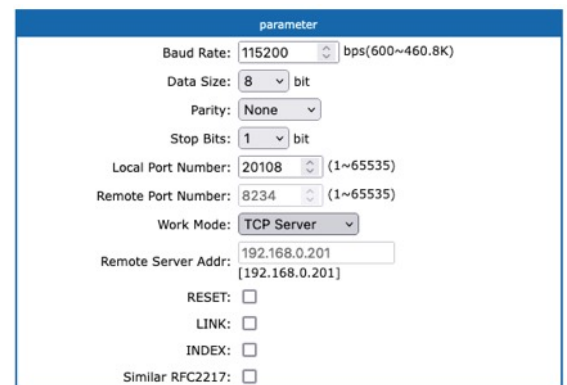 parameter
Baud Rate: 115200 bps(600~460.8K)
Data Size: 8 bit
Parity: None
Stop Bits: 1 bit
Local Port Number: 20108 (1~65535)
Remote Port Number: 8234 (1~65535)
Work Mode: TCP Server
Remote Server Addr: 192.168.0.201
[192.168.0.201]
RESET:
LINK:
INDEX:
Similar RFC2217: